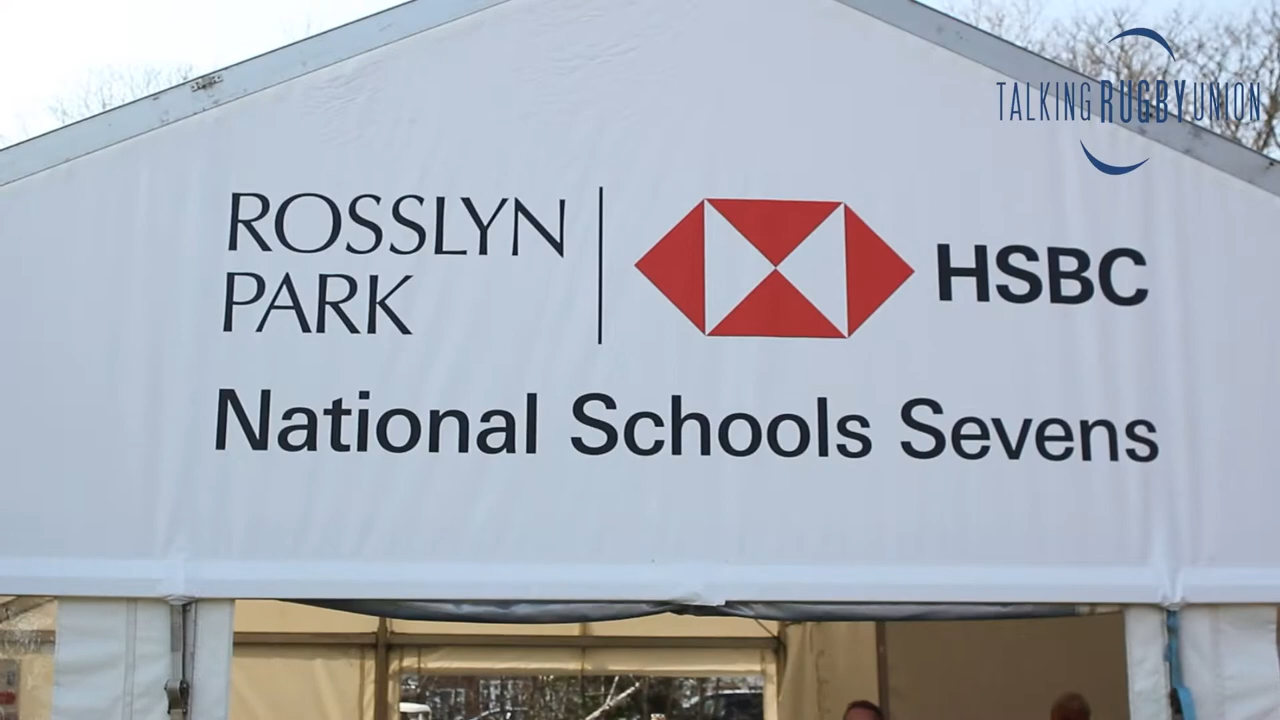 TALKING RUGBY UNION
ROSSLYN
PARK
HSBC
National Schools Sevens